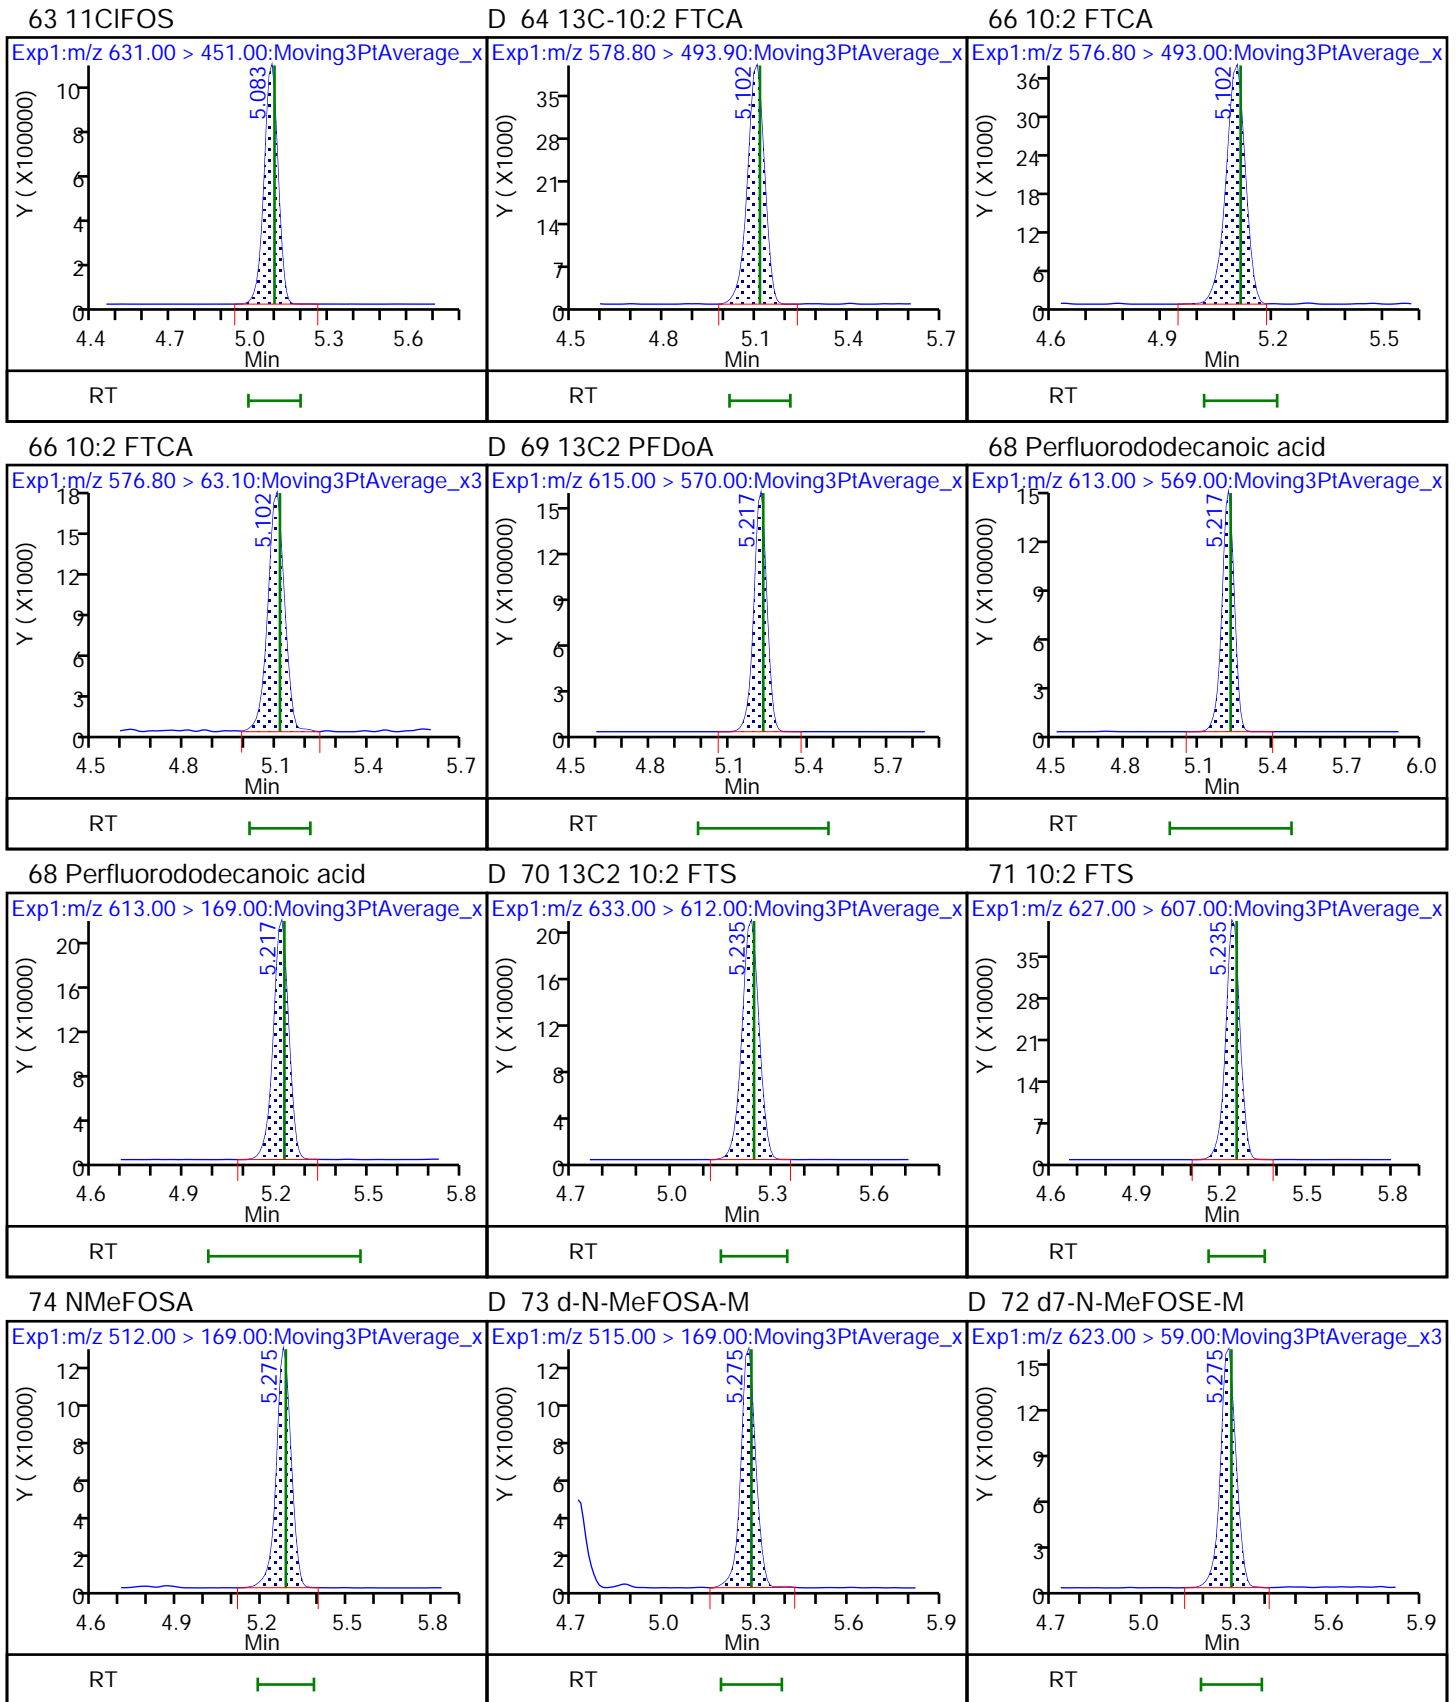 63 11ClFOS
D 64 13C-10:2 FTCA
66 10:2 FTCA
Exp1:m/z 631.00 > 451.00:Moving3PtAverage_x
Exp1:m/z 578.80 > 493.90:Moving3PtAverage_x
Exp1:m/z 576.80 > 493.00:Moving3PtAverage_x
5.083
5.102
5.102
Y ( X100000)
10
8
6
4
2
0
Y ( X1000)
35
28
21
14
7
0
Y ( X1000)
36
30
24
18
12
6
0
4.4 4.7 5.0 5.3 5.6
4.5 4.8 5.1 5.4 5.7
4.6 4.9 5.2 5.5
Min
Min
Min
RT
RT
RT
66 10:2 FTCA
D 69 13C2 PFDoA
68 Perfluorododecanoic acid
Exp1:m/z 576.80 > 63.10:Moving3PtAverage_x3
Exp1:m/z 615.00 > 570.00:Moving3PtAverage_x
Exp1:m/z 613.00 > 569.00:Moving3PtAverage_x
5.102
5.217
5.217
Y ( X1000)
18
15
12
9
6
3
0
Y ( X100000)
15
12
9
6
3
0
Y ( X100000)
15
12
9
6
3
0
4.5 4.8 5.1 5.4 5.7
4.5 4.8 5.1 5.4 5.7
4.5 4.8 5.1 5.4 5.7 6.0
Min
Min
Min
RT
RT
RT
68 Perfluorododecanoic acid
D 70 13C2 10:2 FTS
71 10:2 FTS
Exp1:m/z 613.00 > 169.00:Moving3PtAverage_x
Exp1:m/z 633.00 > 612.00:Moving3PtAverage_x
Exp1:m/z 627.00 > 607.00:Moving3PtAverage_x
5.217
5.235
5.235
Y ( X10000)
20
16
12
8
4
0
Y ( X10000)
20
16
12
8
4
0
Y ( X10000)
35
28
21
14
7
0
4.6 4.9 5.2 5.5 5.8
4.7 5.0 5.3 5.6
4.6 4.9 5.2 5.5 5.8
Min
Min
Min
RT
RT
RT
74 NMeFOSA
D 73 d-N-MeFOSA-M
D 72 d7-N-MeFOSE-M
Exp1:m/z 512.00 > 169.00:Moving3PtAverage_x
Exp1:m/z 515.00 > 169.00:Moving3PtAverage_x
Exp1:m/z 623.00 > 59.00:Moving3PtAverage_x3
5.275
5.275
5.275
Y ( X10000)
12
10
8
6
4
2
0
Y ( X10000)
12
10
8
6
4
2
0
Y ( X10000)
15
12
9
6
3
0
4.6 4.9 5.2 5.5 5.8
4.7 5.0 5.3 5.6 5.9
4.7 5.0 5.3 5.6 5.9
Min
Min
Min
RT
RT
RT